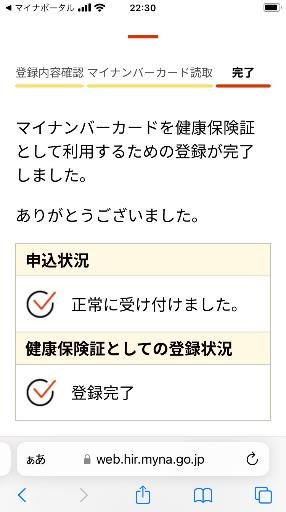 マイナポータル 22:30
登録内容確認 マイナンバーカード読取 完了
マイナンバーカードを健康保険証
として利用するための登録が完了
しました。
ありがとうございました。
申込状況
正常に受け付けました。
健康保険証としての登録状況
登録完了
ぁあ web.hir.myna.go.jp